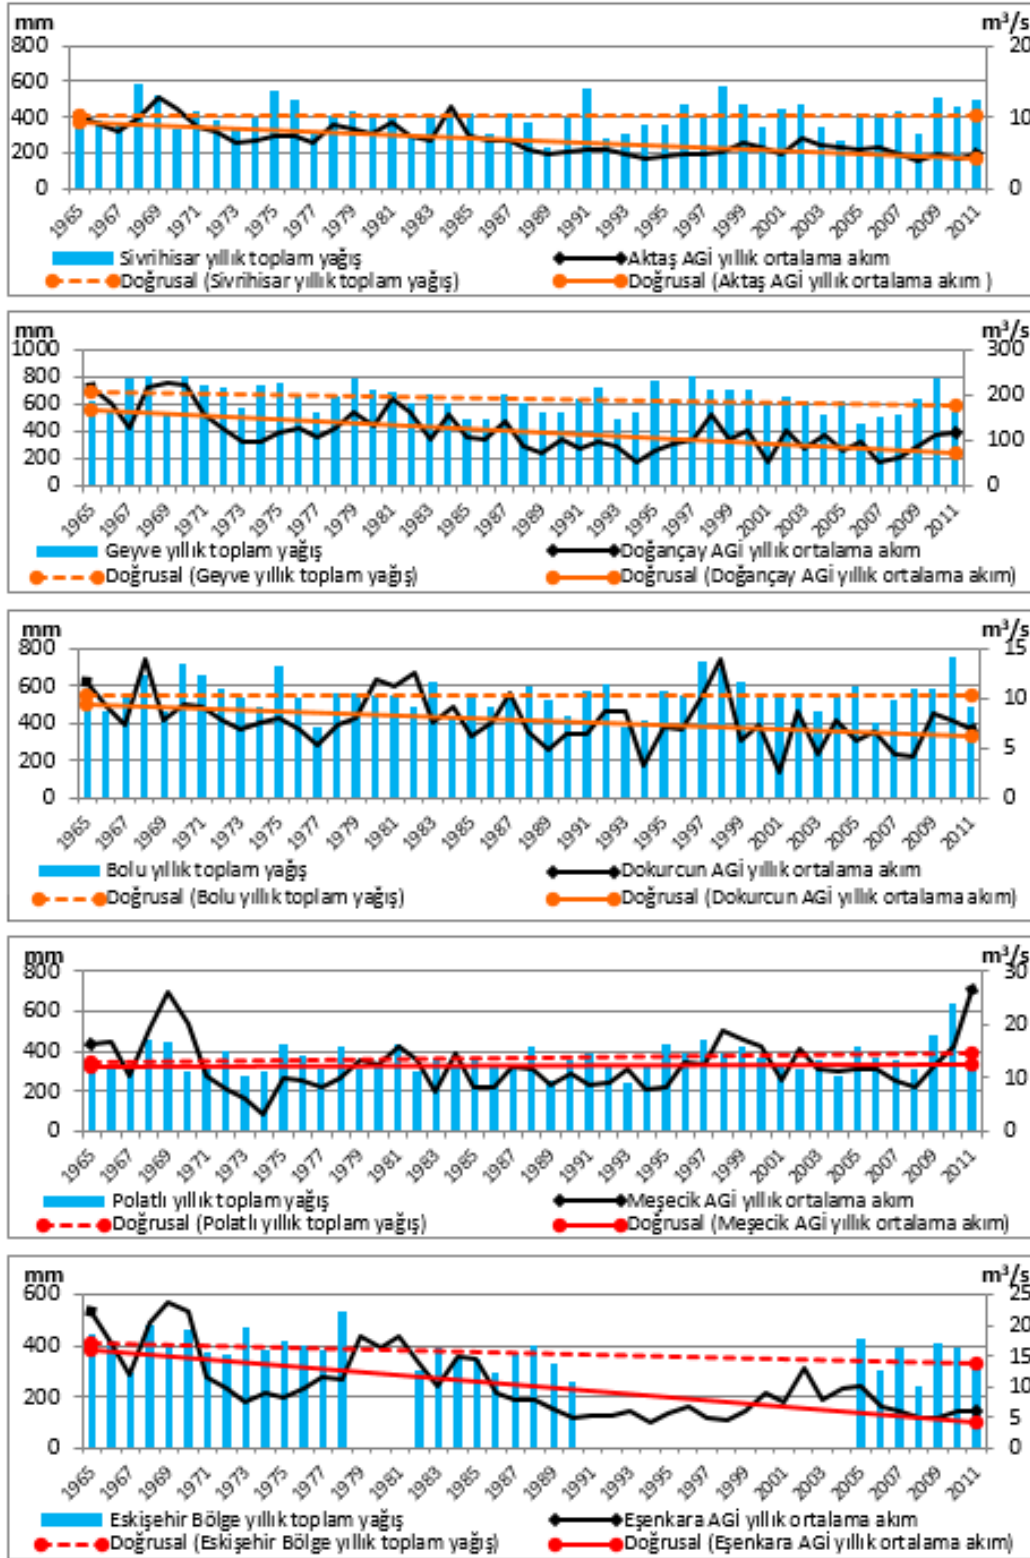 mm m³/s
800 20
600 15
400 10
200 5
0 0
1965 1967 1969 1971 1973 1975 1977 1979 1981 1983 1985 1987 1989 1991 1993 1995 1997 1999 2001 2003 2005 2007 2009 2011
Sivrihisar yıllık toplam yağış Aktaş AGİ yıllık ortalama akım
Doğrusal (Sivrihisar yıllık toplam yağış) Doğrusal (Aktaş AGİ yıllık ortalama akım )
mm m³/s
1000 300
800
600 200
400 100
200
0 0
1965 1967 1969 1971 1973 1975 1977 1979 1981 1983 1985 1987 1989 1991 1993 1995 1997 1999 2001 2003 2005 2007 2009 2011
Geyve yıllık toplam yağış Doğançay AGİ yıllık ortalama akım
Doğrusal (Geyve yıllık toplam yağış) Doğrusal (Doğançay AGİ yıllık ortalama akım)
mm m³/s
800 15
600 10
400
200 5
0 0
1965 1967 1969 1971 1973 1975 1977 1979 1981 1983 1985 1987 1989 1991 1993 1995 1997 1999 2001 2003 2005 2007 2009 2011
Bolu yıllık toplam yağış Dokurcun AGİ yıllık ortalama akım
Doğrusal (Bolu yıllık toplam yağış) Doğrusal (Dokurcun AGİ yıllık ortalama akım)
mm m³/s
800 30
600 20
400
200 10
0 0
1965 1967 1969 1971 1973 1975 1977 1979 1981 1983 1985 1987 1989 1991 1993 1995 1997 1999 2001 2003 2005 2007 2009 2011
Polatlı yıllık toplam yağış Meşecik AGİ yıllık ortalama akım
Doğrusal (Polatlı yıllık toplam yağış) Doğrusal (Meşecik AGİ yıllık ortalama akım)
mm m³/s
600 25
20
400 15
200 10
5
0 0
1965 1967 1969 1971 1973 1975 1977 1979 1981 1983 1985 1987 1989 1991 1993 1995 1997 1999 2001 2003 2005 2007 2009 2011
Eskişehir Bölge yıllık toplam yağış Eşenkara AGİ yıllık ortalama akım
Doğrusal (Eskişehir Bölge yıllık toplam yağış) Doğrusal (Eşenkara AGİ yıllık ortalama akım)